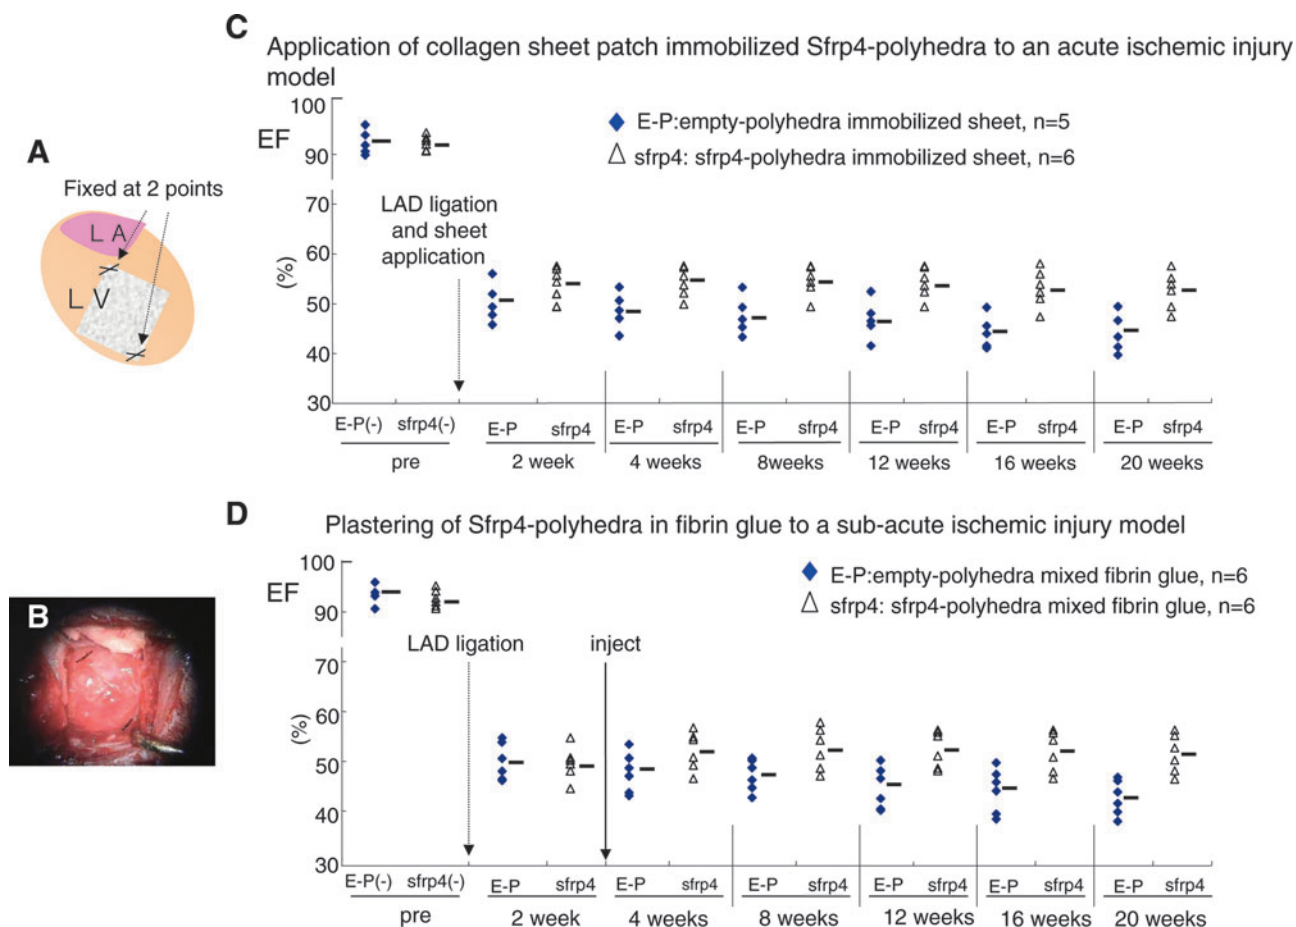 A
Fixed at 2 points
L A
L V
B
C
Application of collagen sheet patch immobilized Sfrp4-polyhedra to an acute ischemic injury
model
EF
(%)
100
90
70
60
50
40
30
E-P:empty-polyhedra immobilized sheet, n=5
sfrp4: sfrp4-polyhedra immobilized sheet, n=6
LAD ligation
and sheet
application
E-P(-) sfrp4(-) E-P sfrp4 E-P sfrp4 E-P sfrp4 E-P sfrp4 E-P sfrp4 E-P sfrp4
pre 2 week 4 weeks 8weeks 12 weeks 16 weeks 20 weeks
D
Plastering of Sfrp4-polyhedra in fibrin glue to a sub-acute ischemic injury model
EF
(%)
100
90
70
60
50
40
30
E-P:empty-polyhedra mixed fibrin glue, n=6
sfrp4: sfrp4-polyhedra mixed fibrin glue, n=6
LAD ligation
inject
E-P(-) sfrp4(-) E-P sfrp4 E-P sfrp4 E-P sfrp4 E-P sfrp4 E-P sfrp4 E-P sfrp4
pre 2 week 4 weeks 8 weeks 12 weeks 16 weeks 20 weeks